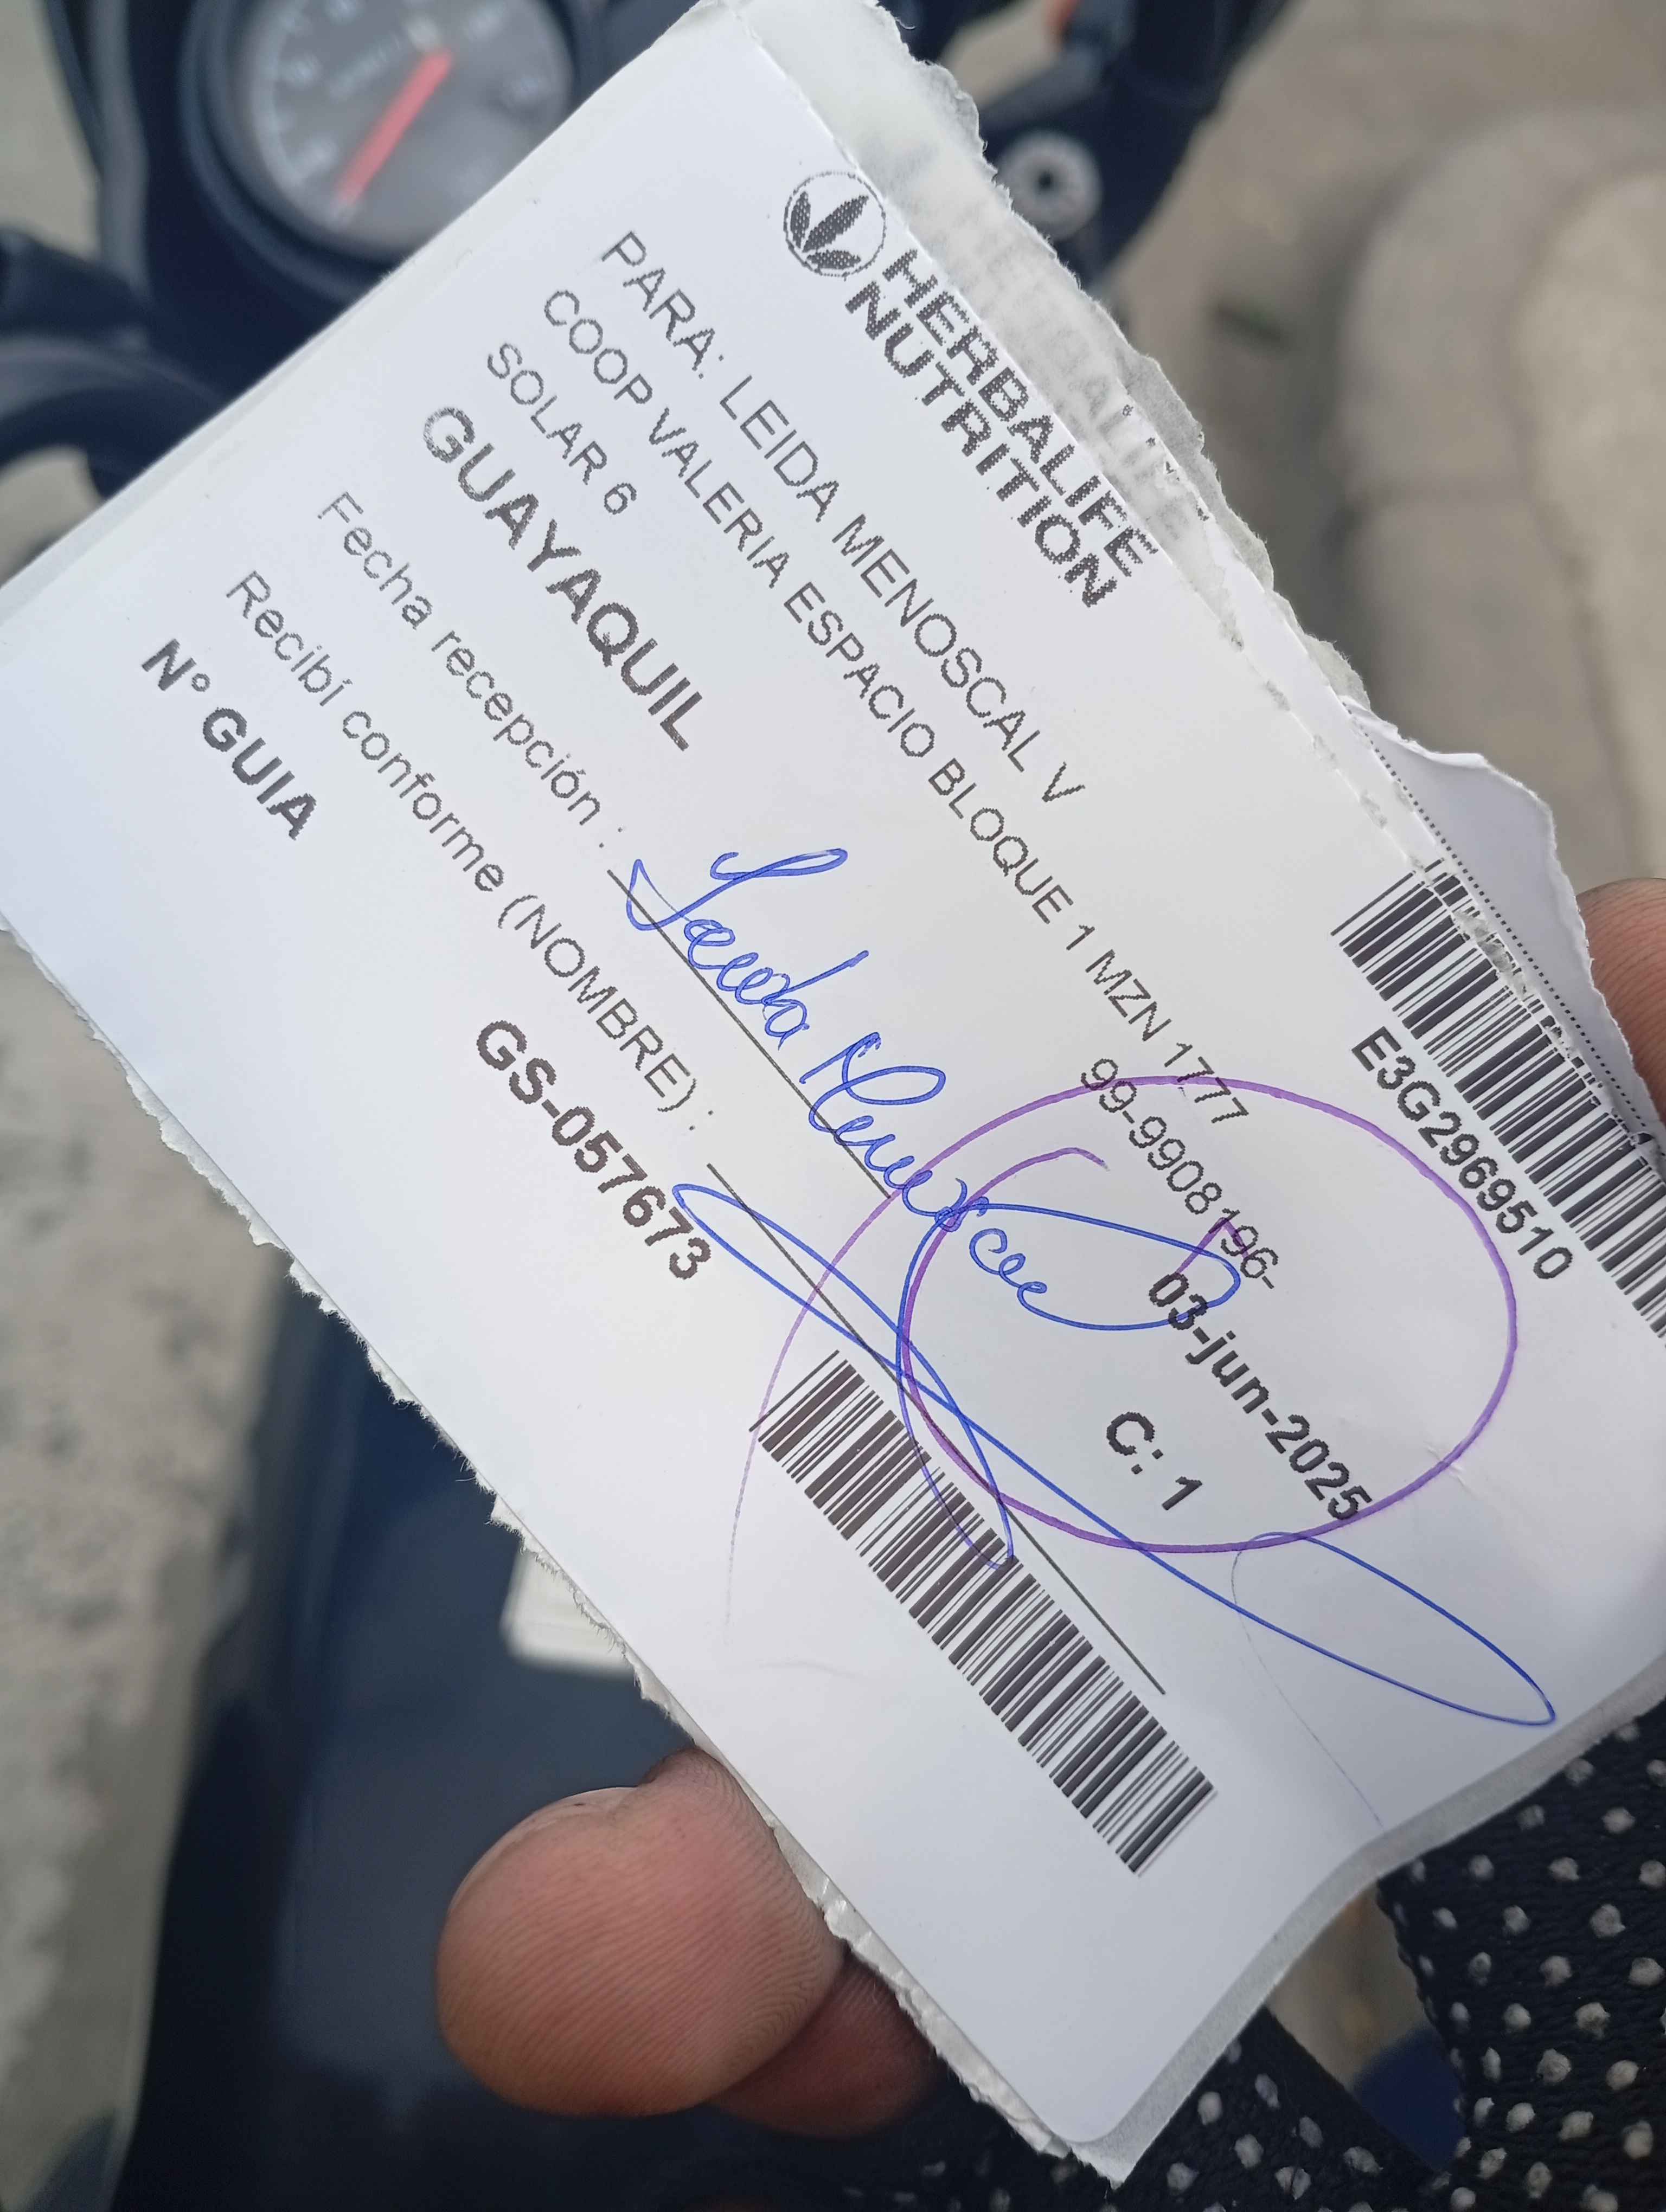 HERBALIFE
NUTRITION
E3G2969510
PARA: LEIDA MENOSCAL V
COOP VALERIA ESPACIO BLOQUE 1 MZN 1777
SOLAR 6
99-9908196-
GUAYAQUIL
03-jun-2025
C: 1
Fecha recepción :
Recibí conforme (NOMBRE) :
N° GUIA
GS-057673